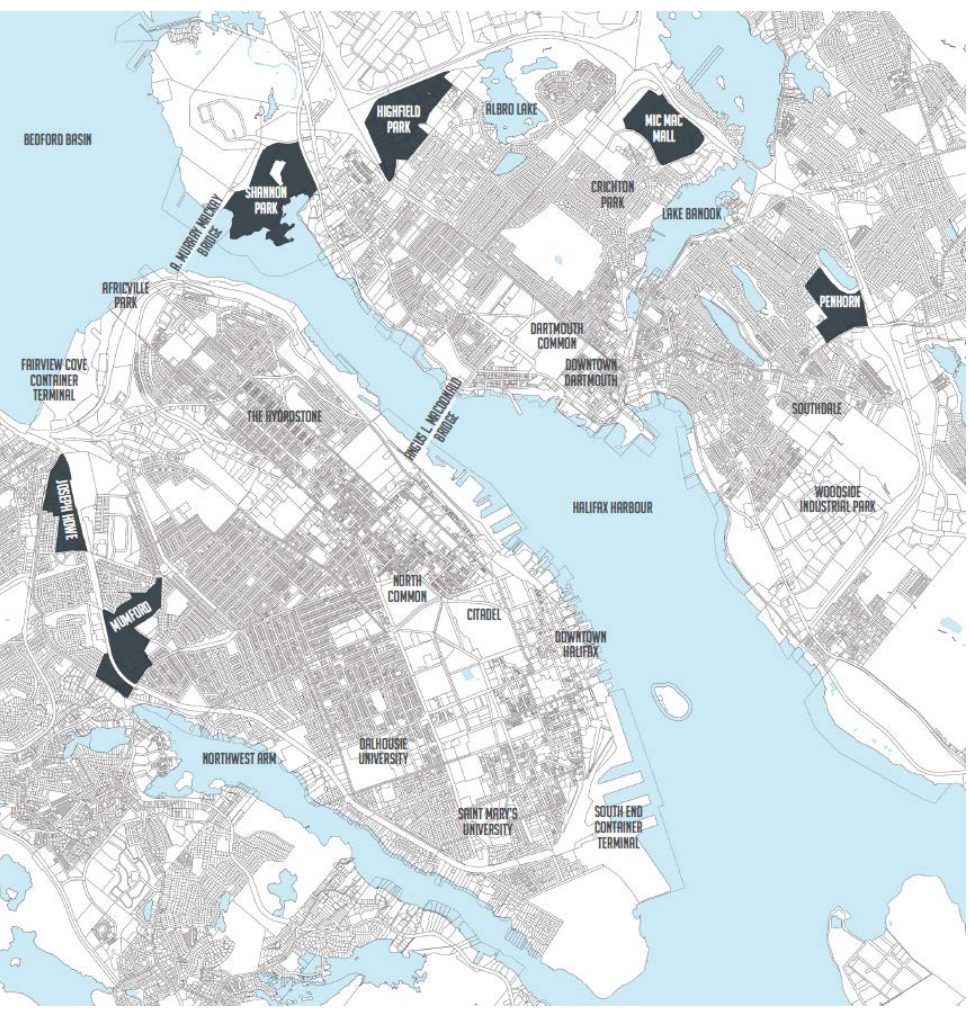 HIGHFIELD
PARK
ALBRO LAKE
MIC MAC
MALL
BEDFORD BASIN
SHANNON
PARK
CRICHTON
PARK
LAKE BANOOK
A. MURRAY MACKAY
BRIDGE
AFRICVILLE
PARK
PENHORN
DARTMOUTH
COMMON
FAIRVIEW COVE
CONTAINER
TERMINAL
DOWNTOWN
DARTMOUTH
THE HYDROSTONE
ANGUS L. MACDONALD
BRIDGE
SOUTHDALE
JOSEPH HOWE
HALIFAX HARBOUR
WOODSIDE
INDUSTRIAL PARK
NORTH
COMMON
MUMFORD
CITADEL
DOWNTOWN
HALIFAX
NORTHWEST ARM
DALHOUSIE
UNIVERSITY
SAINT MARY'S
UNIVERSITY
SOUTH END
CONTAINER
TERMINAL